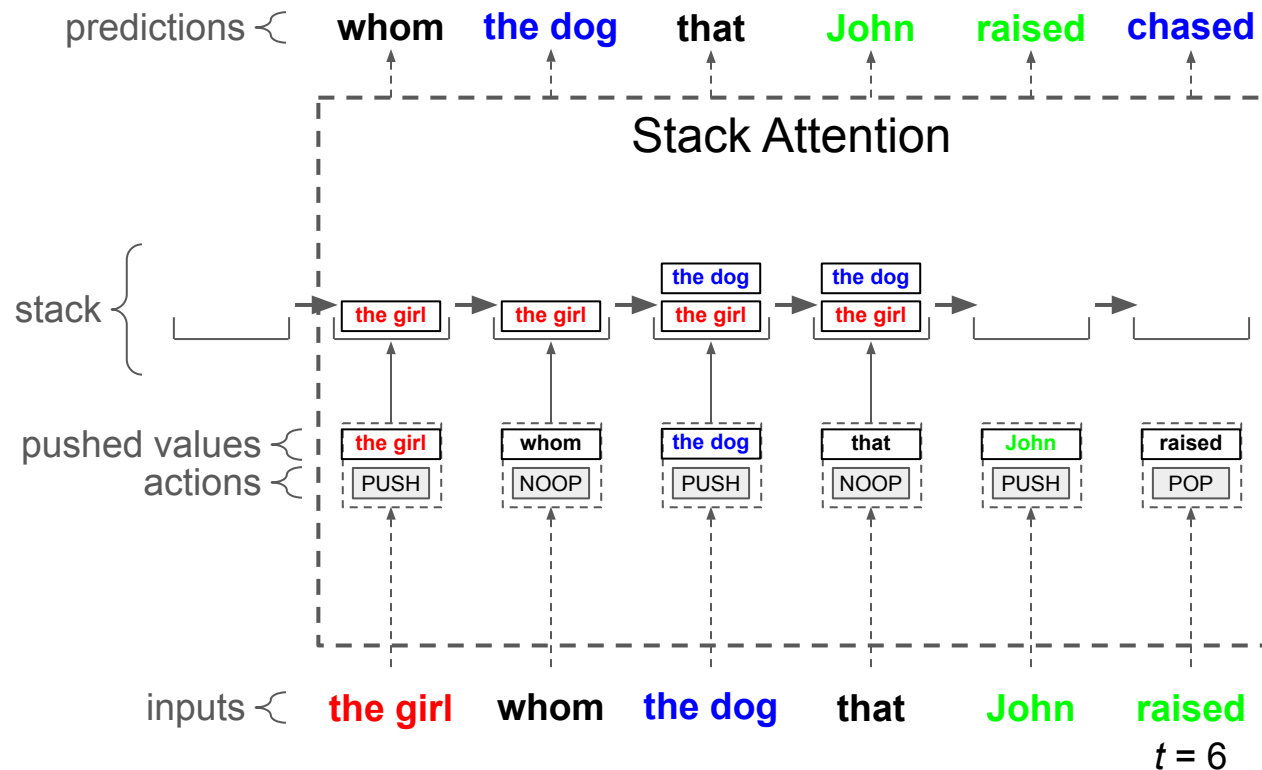 predictions whom the dog that John raised chased
Stack Attention
the dog the dog
stack the girl the girl the girl the girl
pushed values the girl whom the dog that John raised
actions PUSH NOOP PUSH NOOP PUSH POP
inputs the girl whom the dog that John raised
t = 6